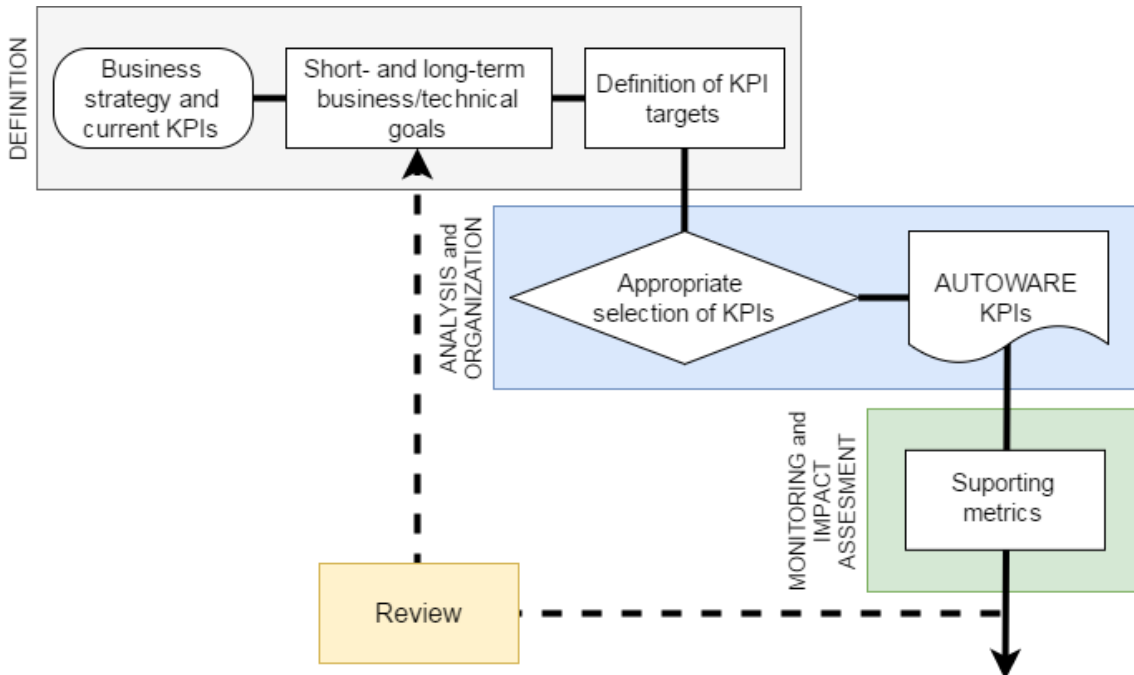 DEFINITION
Business
strategy and
current KPIs
Short- and long-term
business/technical
goals
Definition of KPI
targets
ANALYSIS and
ORGANIZATION
Appropriate
selection of KPIs
AUTOWARE
KPIs
MONITORING and
IMPACT
ASSESMENT
Suporting
metrics
Review